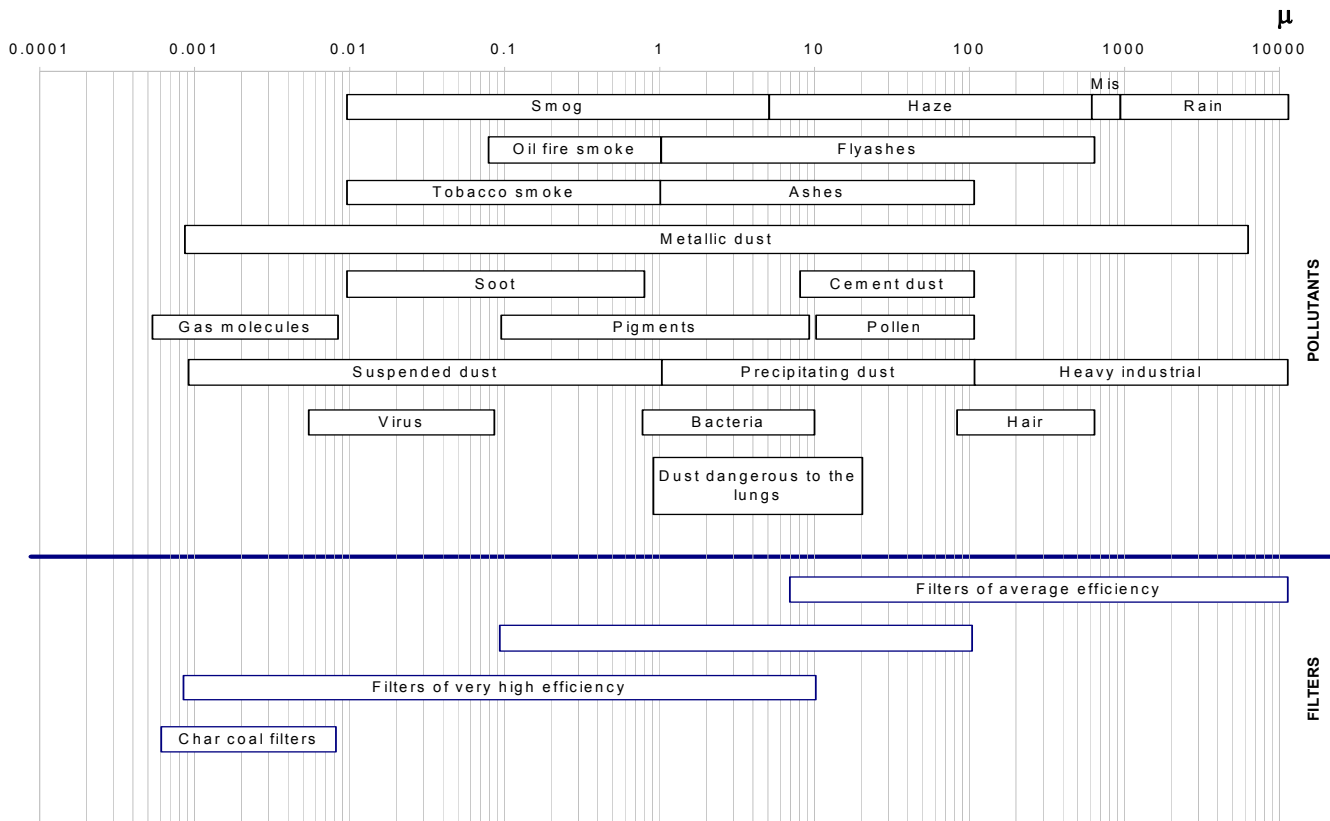 μ
0.0001 0.001 0.01 0.1 1 10 100 1000 10000
Mis
Smog Haze Rain
Oil fire smoke Flyashes
Tobacco smoke Ashes
Metallic dust
Soot Cement dust
Gas molecules Pigments Pollen
Suspended dust Precipitating dust Heavy industrial
Virus Bacteria Hair
Dust dangerous to the
lungs
POLLUTANTS
Filters of average efficiency
Filters of very high efficiency
Char coal filters
FILTERS